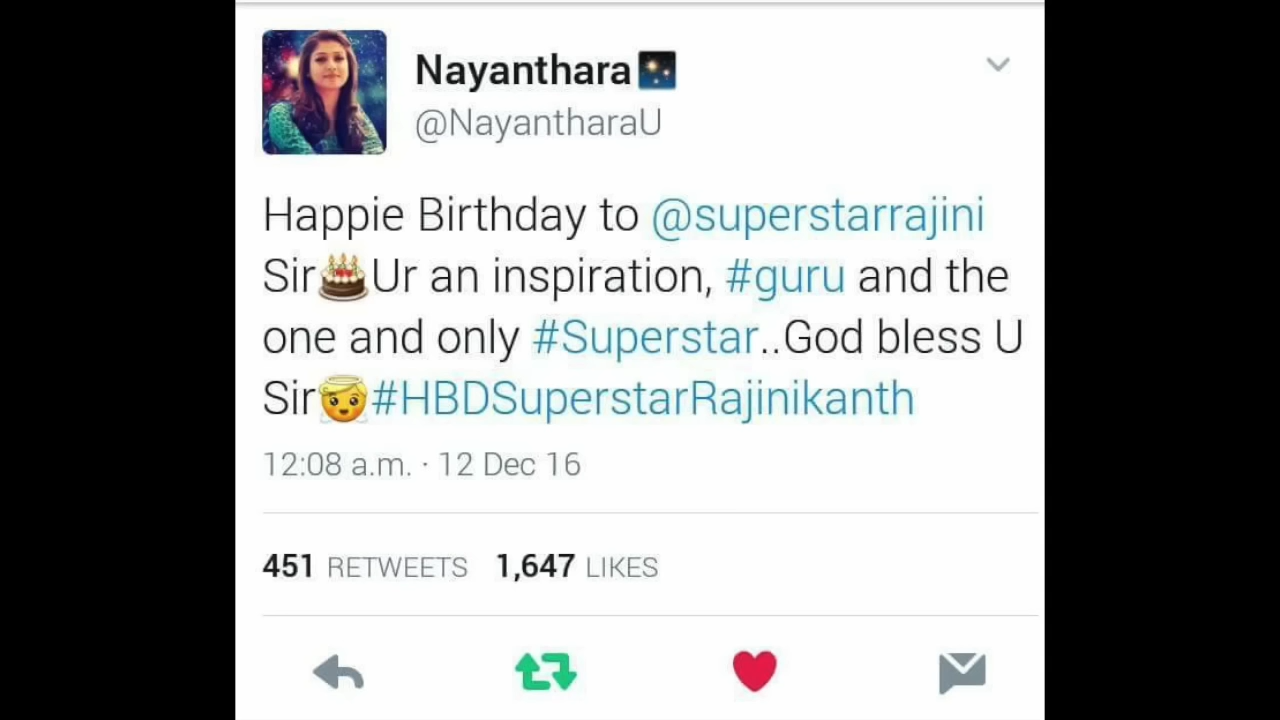 Nayanthara🌌
@NayantharaU
Happie Birthday to @superstarrajini
Sir🎂Ur an inspiration, #guru and the
one and only #Superstar..God bless U
Sir😇#HBDSuperstarRajinikanth
12:08 a.m. · 12 Dec 16
451 RETWEETS 1,647 LIKES